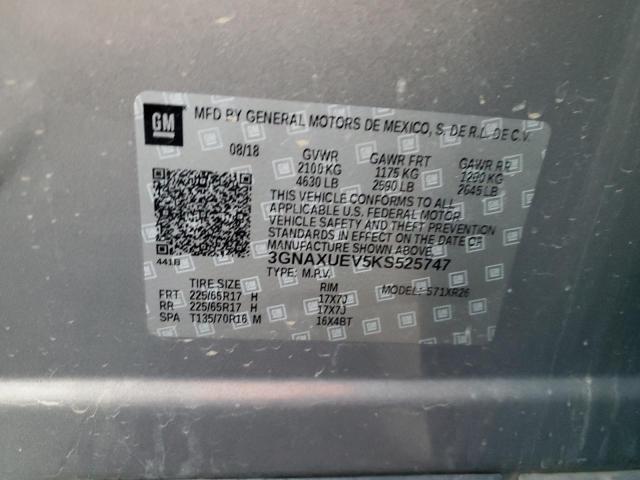 GM
MFD BY GENERAL MOTORS DE MEXICO, S. DE R.L. DE C.V.
08/18 GVWR GAWR FRT GAWR RR
2100 KG 1175 KG 1200 KG
4630 LB 2590 LB 2645 LB
THIS VEHICLE CONFORMS TO ALL
APPLICABLE U.S. FEDERAL MOTOR
VEHICLE SAFETY AND THEFT PREVENTION
STANDARDS IN EFFECT ON THE DATE OF
MANUFACTURE SHOWN ABOVE.
441B 3GNAXUEV5KS525747
TYPE: M.P.V.
TIRE SIZE RIM MODEL: S71XR26
FRT 225/65R17 H 17X7J
RR 225/65R17 H 17X7J
SPA T135/70R16 M 16X4BT